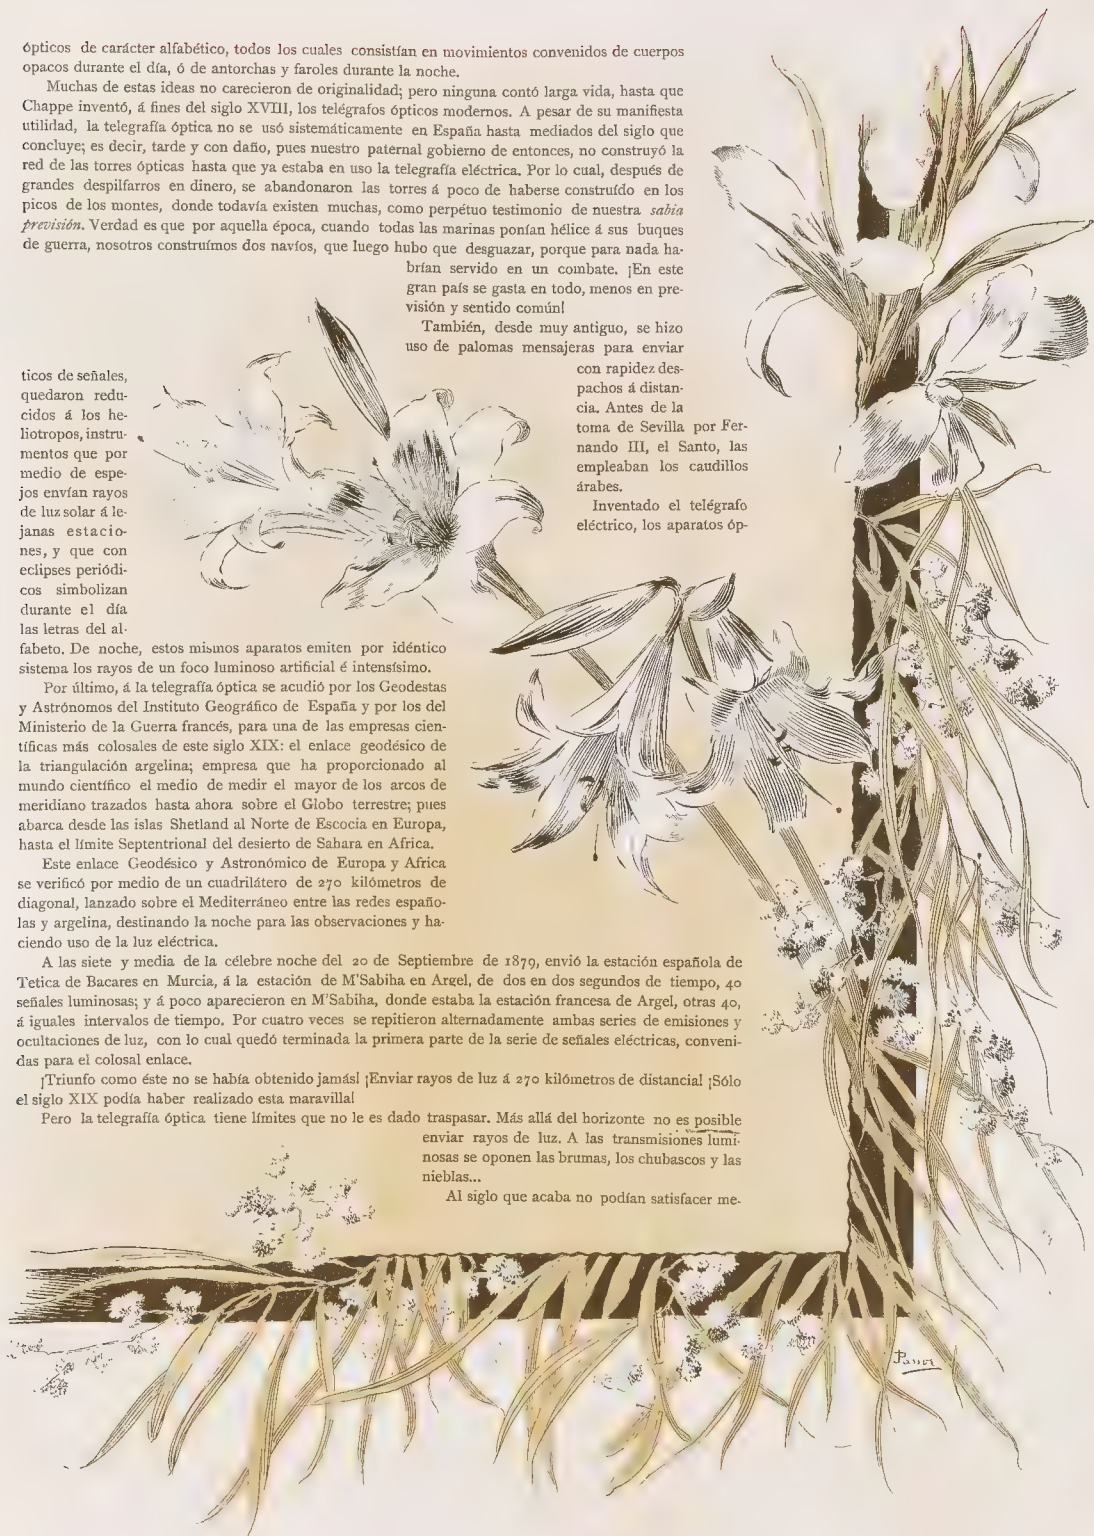 ópticos de carácter alfabético, todos los cuales consistían en movimientos convenidos de cuerpos
opacos durante el día, ó de antorchas y faroles durante la noche.
Muchas de estas ideas no carecieron de originalidad; pero ninguna contó larga vida, hasta que
Chappe inventó, á fines del siglo XVIII, los telégrafos ópticos modernos. A pesar de su manifiesta
utilidad, la telegrafía óptica no se usó sistemáticamente en España hasta mediados del siglo que
concluye; es decir, tarde y con daño, pues nuestro paternal gobierno de entonces, no construyó la
red de las torres ópticas hasta que ya estaba en uso la telegrafía eléctrica. Por lo cual, después de
grandes despilfarros en dinero, se abandonaron las torres á poco de haberse construído en los
picos de los montes, donde todavía existen muchas, como perpétuo testimonio de nuestra sabia
previsión. Verdad es que por aquella época, cuando todas las marinas ponían hélice á sus buques
de guerra, nosotros construímos dos navíos, que luego hubo que desguazar, porque para nada ha-
brían servido en un combate. ¡En este
gran país se gasta en todo, menos en pre-
visión y sentido común!
También, desde muy antiguo, se hizo
uso de palomas mensajeras para enviar
con rapidez des-
pachos á distan-
cia. Antes de la
toma de Sevilla por Fer-
nando III, el Santo, las
empleaban los caudillos
árabes.
Inventado el telégrafo
eléctrico, los aparatos óp-
ticos de señales,
quedaron redu-
cidos á los he-
liotropos, instru-
mentos que por
medio de espe-
jos envían rayos
de luz solar á le-
janas estacio-
nes, y que con
eclipses periódi-
cos simbolizan
durante el día
las letras del al-
fabeto. De noche, estos mismos aparatos emiten por idéntico
sistema los rayos de un foco luminoso artificial é intensísimo.
Por último, á la telegrafía óptica se acudió por los Geodestas
y Astrónomos del Instituto Geográfico de España y por los del
Ministerio de la Guerra francés, para una de las empresas cien-
tíficas más colosales de este siglo XIX: el enlace geodésico de
la triangulación argelina; empresa que ha proporcionado al
mundo científico el medio de medir el mayor de los arcos de
meridiano trazados hasta ahora sobre el Globo terrestre; pues
abarca desde las islas Shetland al Norte de Escocia en Europa,
hasta el límite Septentrional del desierto de Sahara en Africa.
Este enlace Geodésico y Astronómico de Europa y Africa
se verificó por medio de un cuadrilátero de 270 kilómetros de
diagonal, lanzado sobre el Mediterráneo entre las redes españo-
las y argelina, destinando la noche para las observaciones y ha-
ciendo uso de la luz eléctrica.
A las siete y media de la célebre noche del 20 de Septiembre de 1879, envió la estación española de
Tetica de Bacares en Murcia, á la estación de M'Sabiha en Argel, de dos en dos segundos de tiempo, 40
señales luminosas; y á poco aparecieron en M'Sabiha, donde estaba la estación francesa de Argel, otras 40,
á iguales intervalos de tiempo. Por cuatro veces se repitieron alternadamente ambas series de emisiones y
ocultaciones de luz, con lo cual quedó terminada la primera parte de la serie de señales eléctricas, conveni-
das para el colosal enlace.
¡Triunfo como éste no se había obtenido jamás! ¡Enviar rayos de luz á 270 kilómetros de distancia! ¡Sólo
el siglo XIX podía haber realizado esta maravilla!
Pero la telegrafía óptica tiene límites que no le es dado traspasar. Más allá del horizonte no es posible
enviar rayos de luz. A las transmisiones lumi-
nosas se oponen las brumas, los chubascos y las
nieblas...
Al siglo que acaba no podían satisfacer me-